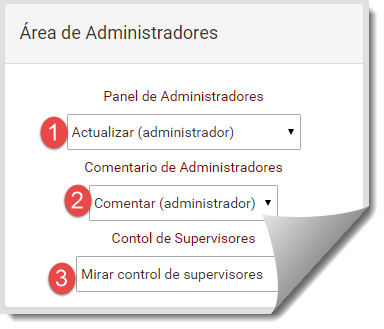 Área de Administradores
Panel de Administradores
1 Actualizar (administrador)
Comentario de Administradores
2 Comentar (administrador)
Contol de Supervisores
3 Mirar control de supervisores